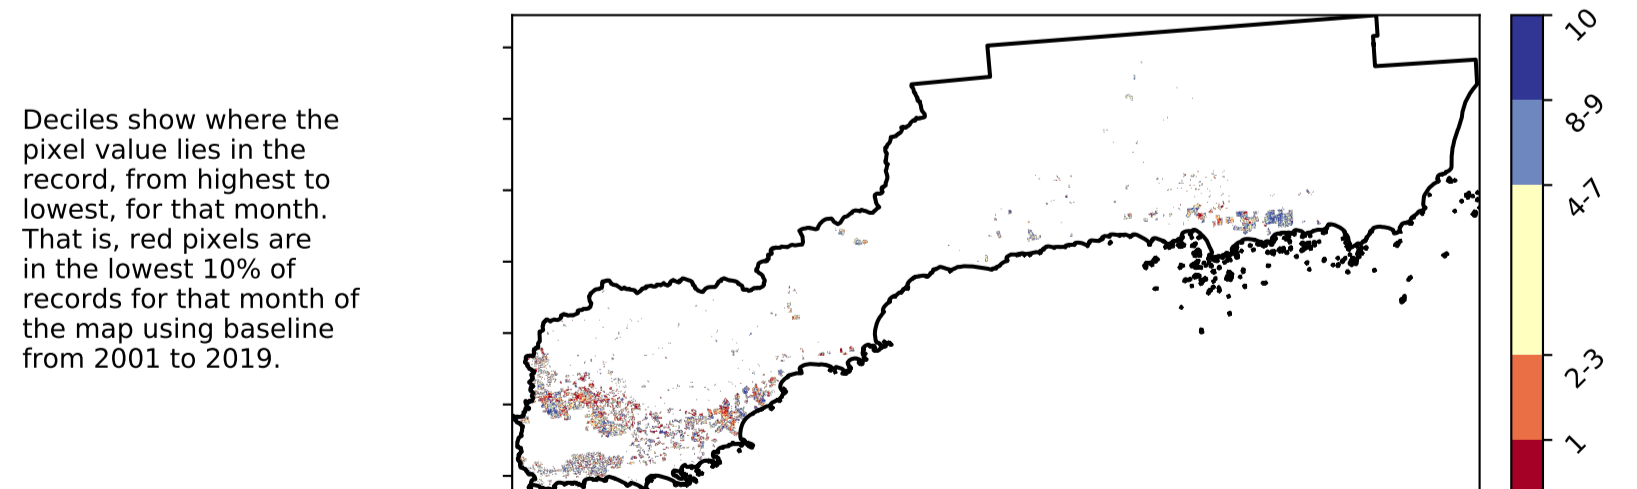 Deciles show where the
pixel value lies in the
record, from highest to
lowest, for that month.
That is, red pixels are
in the lowest 10% of
records for that month of
the map using baseline
from 2001 to 2019.
10
8-9
4-7
2-3
1